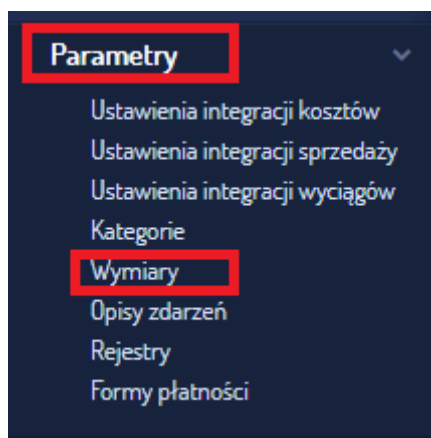 Parametry
Ustawienia integracji kosztów
Ustawienia integracji sprzedaży
Ustawienia integracji wyciągów
Kategorie
Wymiary
Opisy zdarzeń
Rejestry
Formy płatności